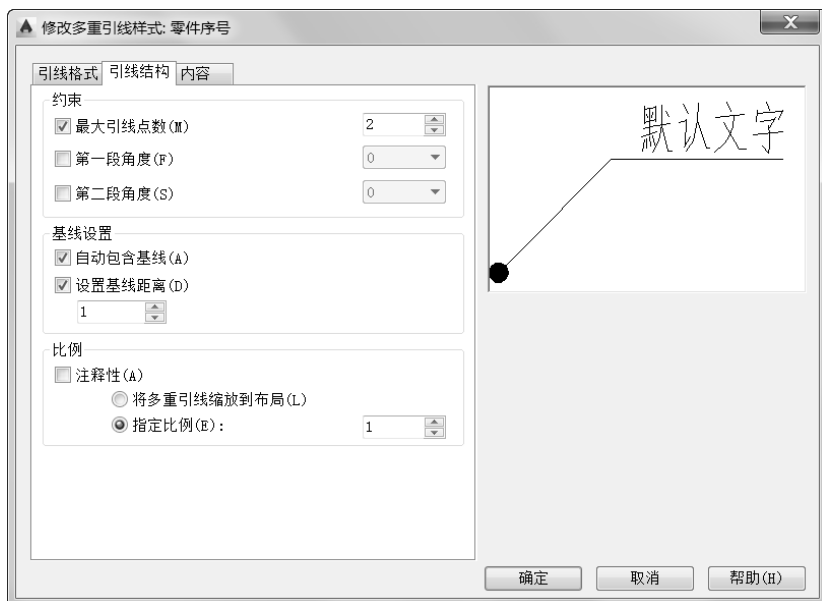 修改多重引线样式: 零件序号
引线格式 引线结构 内容
约束
最大引线点数(M) 2
第一段角度(F) 0
第二段角度(S) 0
基线设置
自动包含基线(A)
设置基线距离(D)
1
比例
注释性(A)
将多重引线缩放到布局(L)
指定比例(E): 1
默认文字
确定 取消 帮助(H)